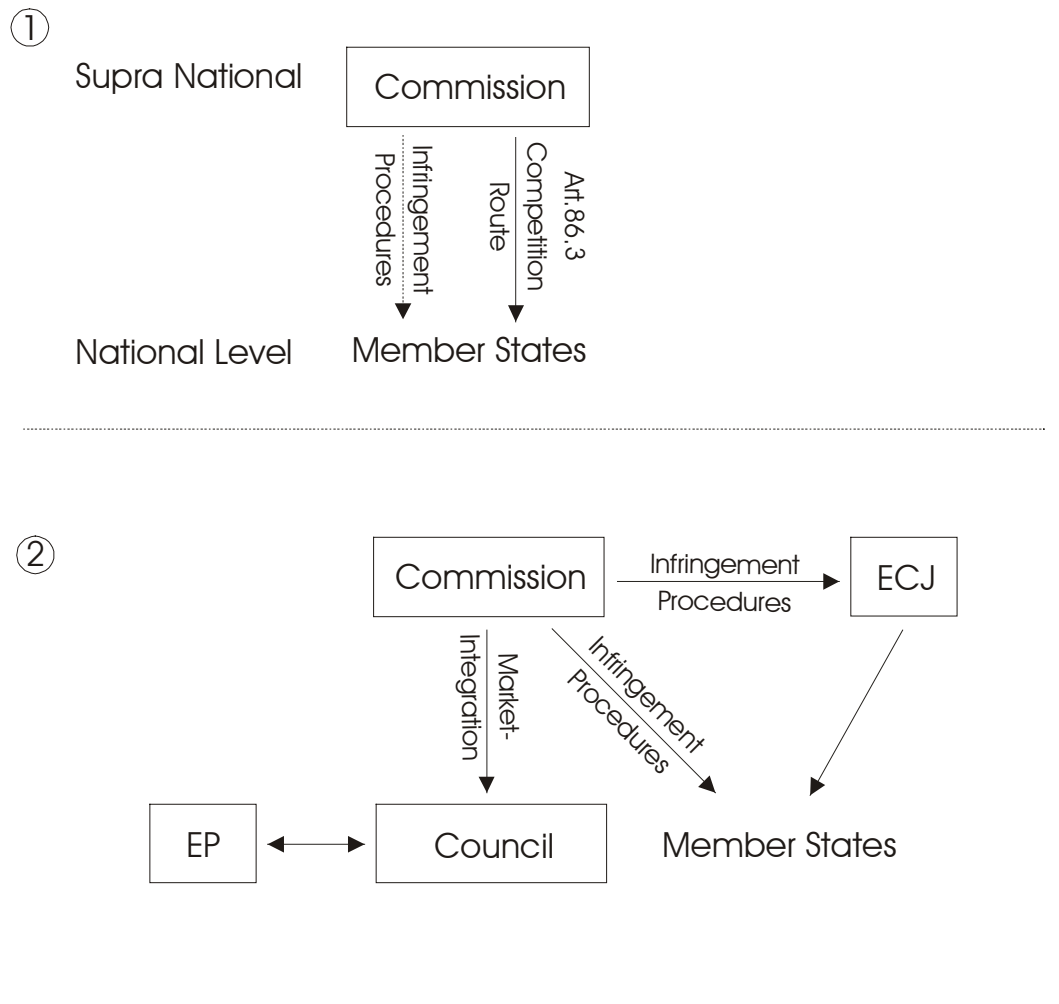 1
Supra National
Commission
Infringement
Procedures
Art.86.3
Competition
Route
National Level
Member States
2
Commission
Infringement
Procedures
ECJ
Market-
Integration
Infringement
Procedures
EP
Council
Member States